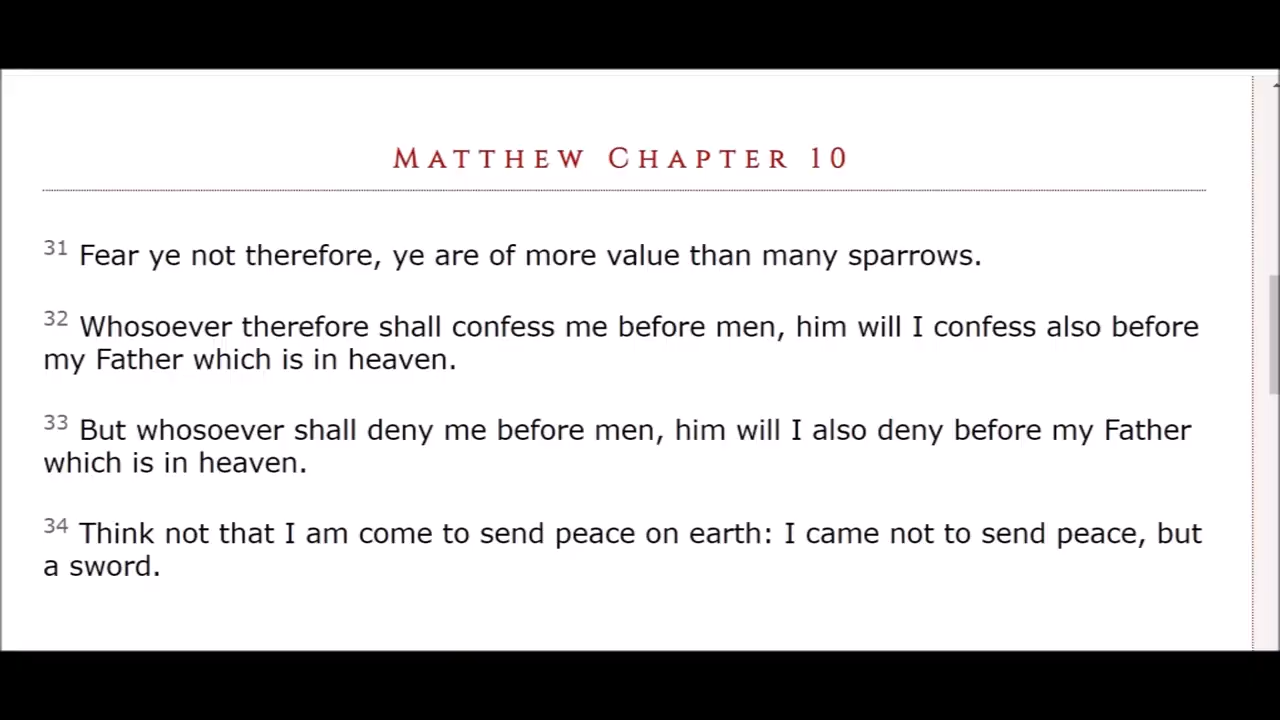 Matthew Chapter 10
31 Fear ye not therefore, ye are of more value than many sparrows.
32 Whosoever therefore shall confess me before men, him will I confess also before
my Father which is in heaven.
33 But whosoever shall deny me before men, him will I also deny before my Father
which is in heaven.
34 Think not that I am come to send peace on earth: I came not to send peace, but
a sword.